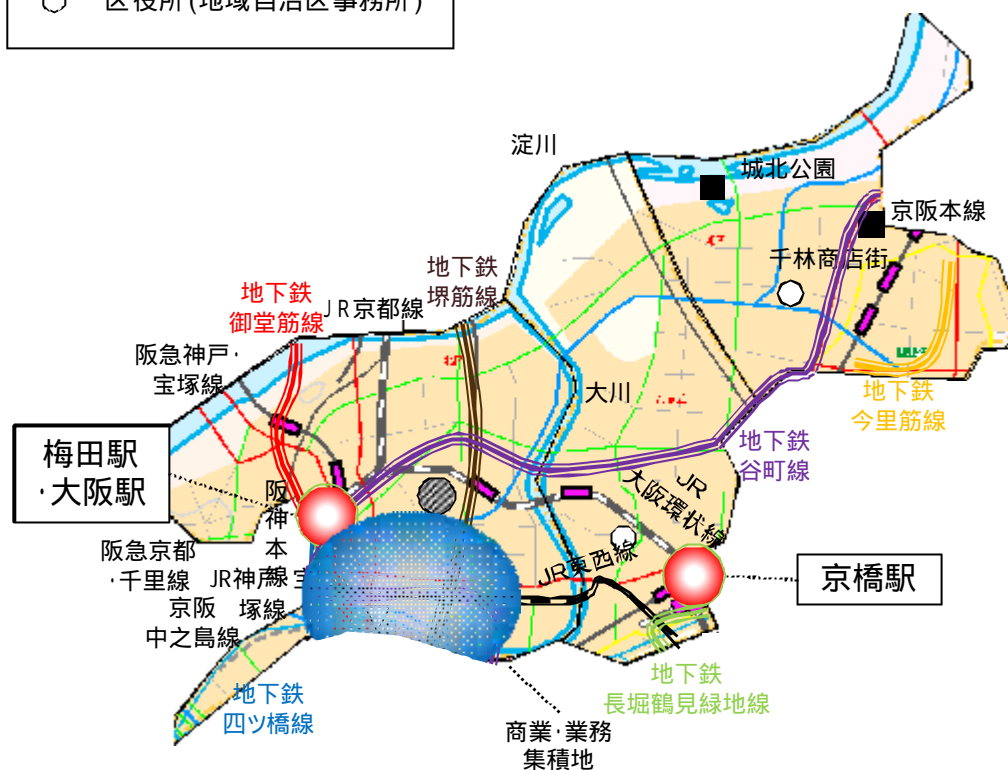 区役所(地域自治区事務所)
淀川
城北公園
京阪本線
千林商店街
地下鉄
堺筋線
地下鉄
御堂筋線
JR京都線
阪急神戸・
宝塚線
大川
地下鉄
今里筋線
梅田駅
・大阪駅
地下鉄
谷町線
JR
大阪環状線
阪神本線
阪急京都
・千里線
JR神戸・宝
塚線
JR東西線
京橋駅
京阪
中之島線
地下鉄
四ツ橋線
地下鉄
長堀鶴見緑地線
商業・業務
集積地